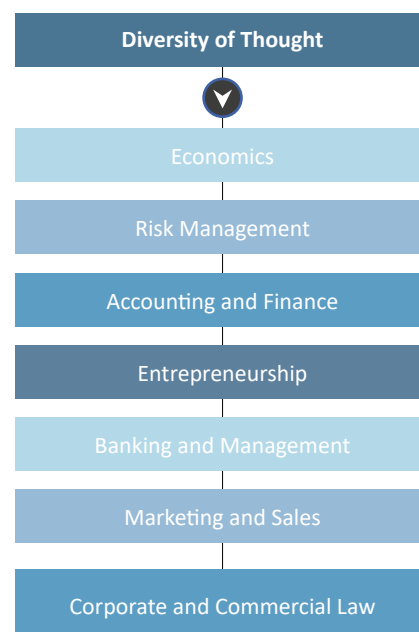 Diversity of Thought
Economics
Risk Management
Accounting and Finance
Entrepreneurship
Banking and Management
Marketing and Sales
Corporate and Commercial Law